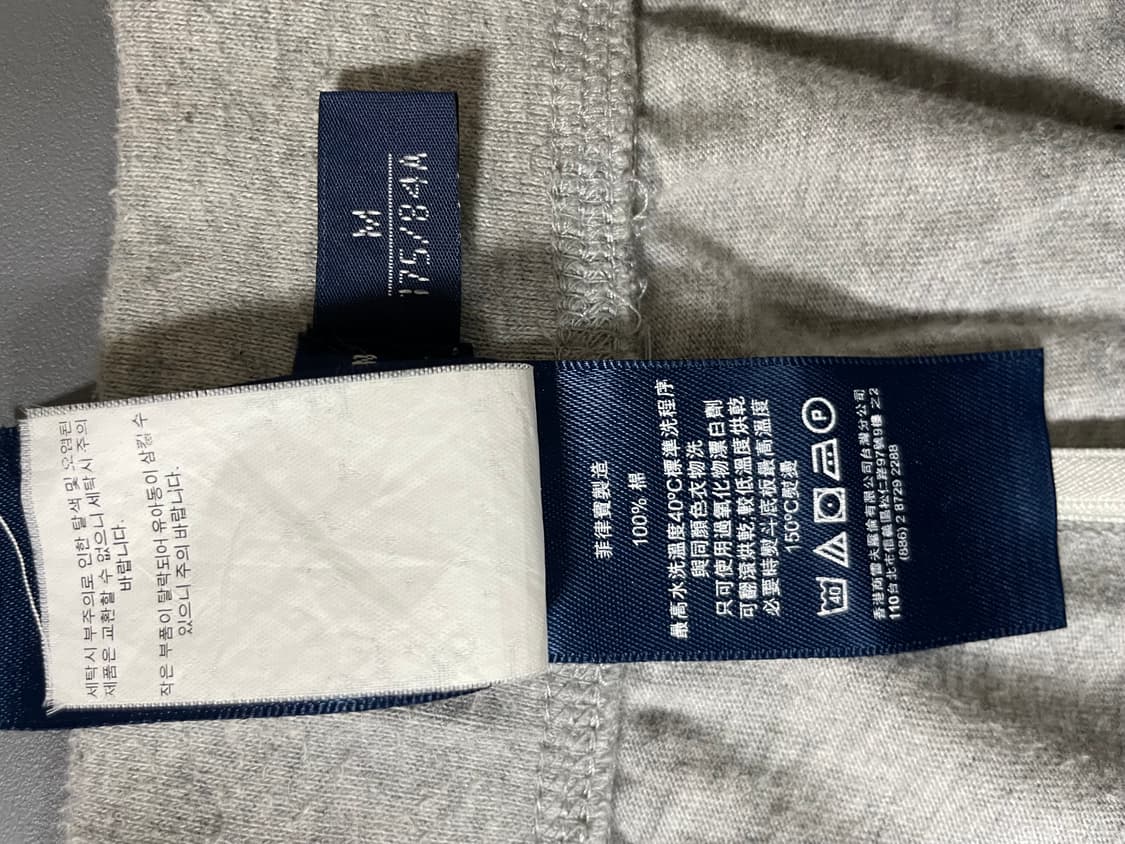 M
175/84A
세탁시 부주의로 인한 탈색 및 오염된
제품은 교환할 수 없으니 세탁시 주의
바랍니다.
작은 부품이 탈락되어 유아동이 삼킬 수
있으니 주의 바랍니다.
菲律賓製造
100% 棉
最高水洗溫度40°C標準洗程序
與同顏色衣物洗
只可使用過氧化物漂白劑
可翻滾烘乾,較低溫度烘乾
必要時熨斗底板最高溫度
150°C熨燙
40 P
香港商雷夫羅倫有限公司台灣分公司
110台北市信義區松仁路97號9樓之2
(886) 2 8729 2288